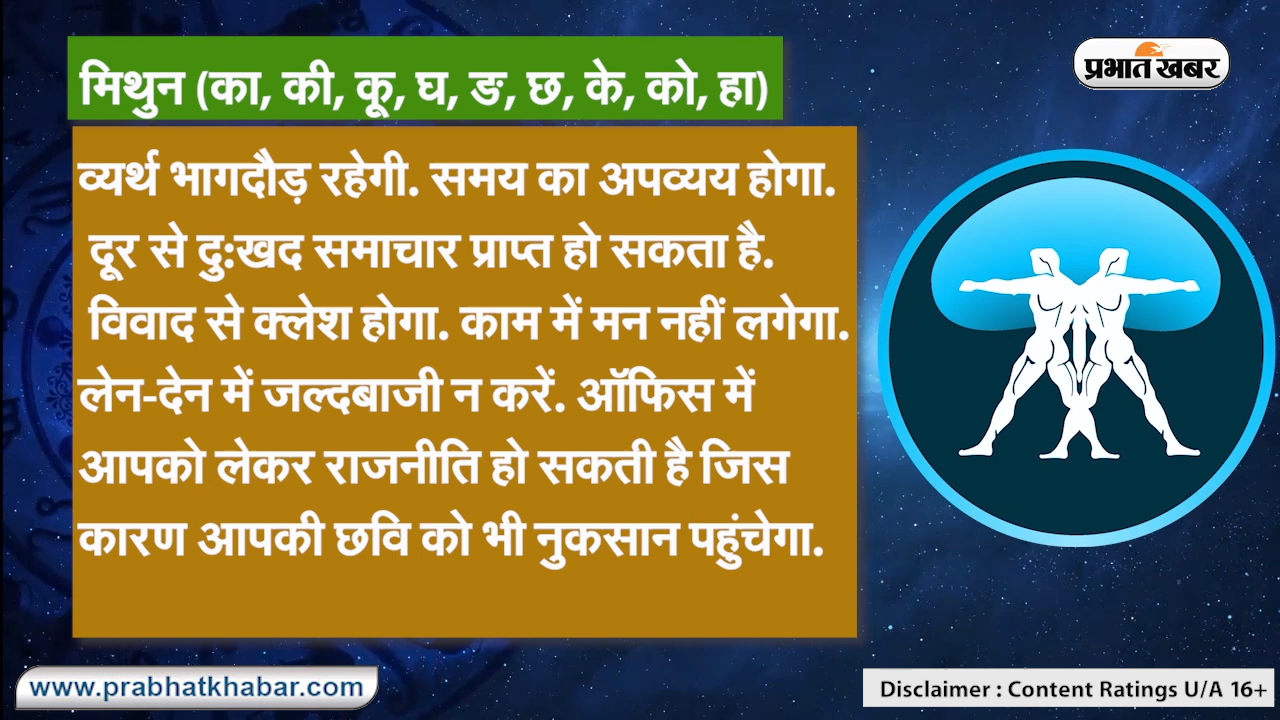 मिथुन (का, की, कू, घ, ङ, छ, के, को, हा)
प्रभात खबर
व्यर्थ भागदौड़ रहेगी. समय का अपव्यय होगा.
दूर से दु:खद समाचार प्राप्त हो सकता है.
विवाद से क्लेश होगा. काम में मन नहीं लगेगा.
लेन-देन में जल्दबाजी न करें. ऑफिस में
आपको लेकर राजनीति हो सकती है जिस
कारण आपकी छवि को भी नुकसान पहुंचेगा.
www.prabhatkhabar.com
Disclaimer : Content Ratings U/A 16+